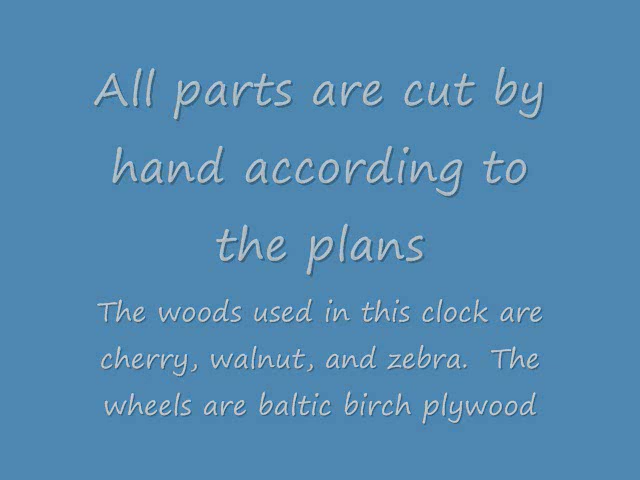 All parts are cut by
hand according to
the plans
The woods used in this clock are
cherry, walnut, and zebra.  The
wheels are baltic birch plywood